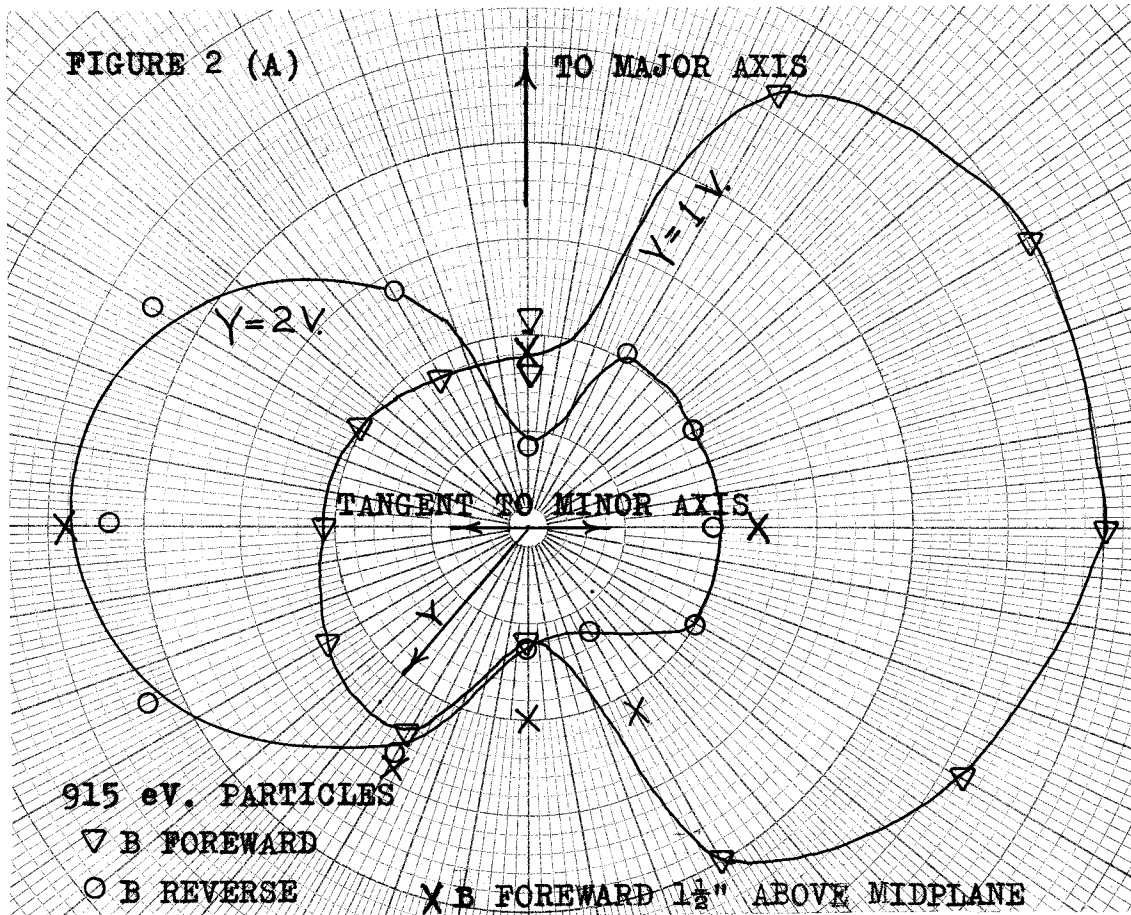 FIGURE 2 (A)
TO MAJOR AXIS
Y=1 V.
Y=2 V.
TANGENT TO MINOR AXIS
Y
915 eV. PARTICLES
▽ B FOREWARD
○ B REVERSE
X B FOREWARD 1½" ABOVE MIDPLANE